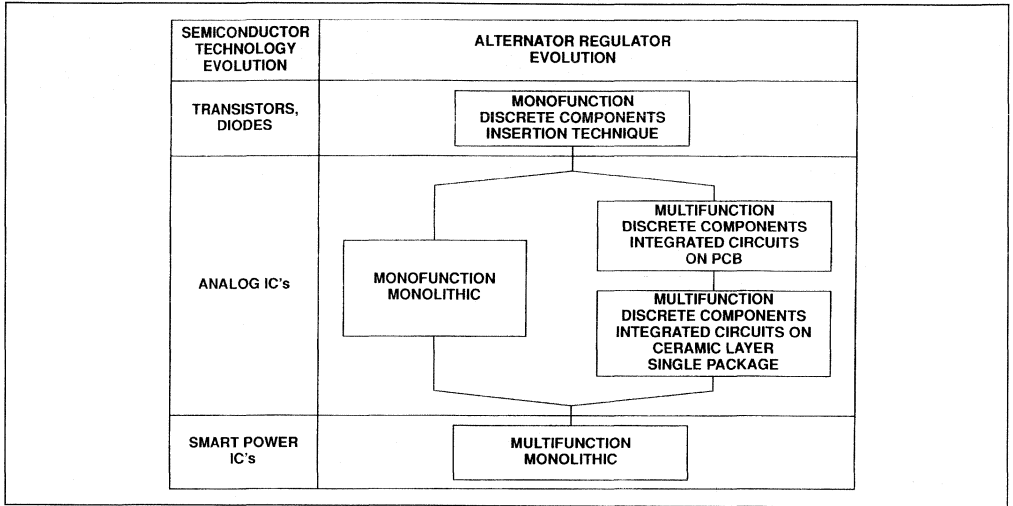 SEMICONDUCTOR
TECHNOLOGY
EVOLUTION
ALTERNATOR REGULATOR
EVOLUTION
TRANSISTORS,
DIODES
MONOFUNCTION
DISCRETE COMPONENTS
INSERTION TECHNIQUE
ANALOG IC's
MONOFUNCTION
MONOLITHIC
MULTIFUNCTION
DISCRETE COMPONENTS
INTEGRATED CIRCUITS
ON PCB
MULTIFUNCTION
DISCRETE COMPONENTS
INTEGRATED CIRCUITS ON
CERAMIC LAYER
SINGLE PACKAGE
SMART POWER
IC's
MULTIFUNCTION
MONOLITHIC